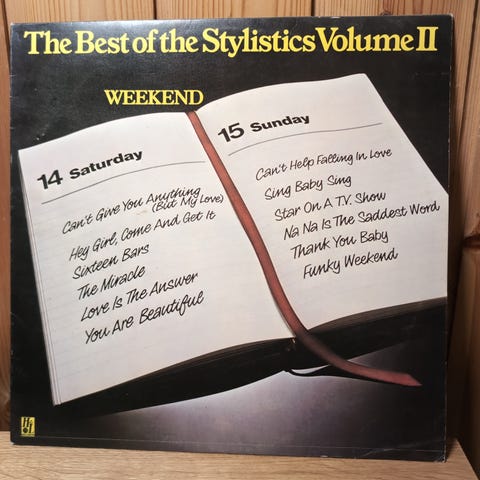 The Best of the Stylistics Volume II
WEEKEND
14 Saturday
Can't Give You Anything
(But My Love)
Hey Girl, Come And Get It
Sixteen Bars
The Miracle
Love Is The Answer
You Are Beautiful
15 Sunday
Can't Help Falling In Love
Sing Baby Sing
Star On A T.V. Show
Na Na Is The Saddest Word
Thank You Baby
Funky Weekend